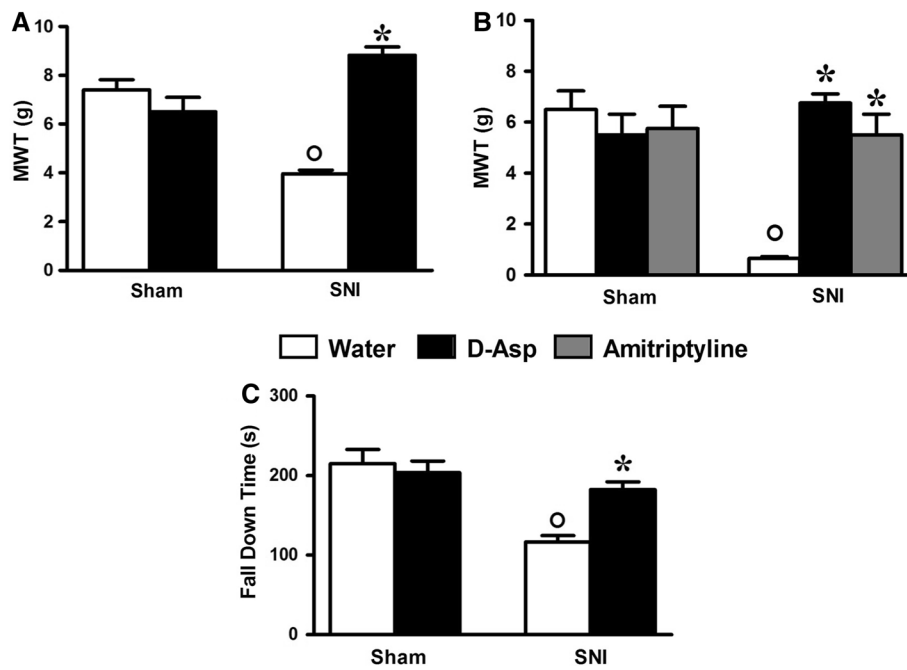 A
10
8
6
4
2
0
MWT (g)
*
Sham
SNI
B
10
8
6
4
2
0
MWT (g)
*
*
Sham
SNI
Water
D-Asp
Amitriptyline
C
300
200
100
0
Fall Down Time (s)
*
Sham
SNI